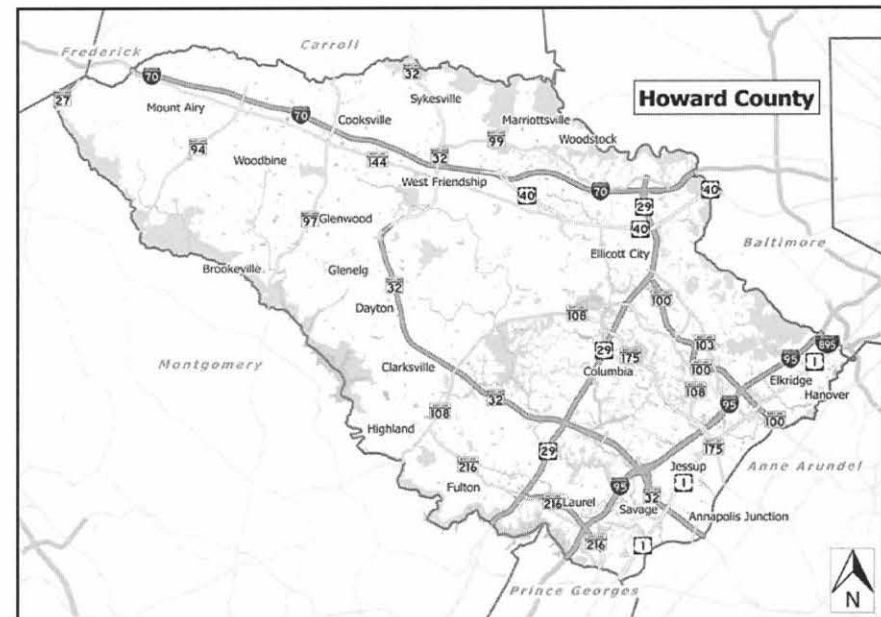 Carroll
Frederick
70
32
27
Mount Airy
Sykesville
Howard County
70
Cooksville
Marriottsville
99
Woodstock
94
32
Woodbine
144
West Friendship
40
70
40
29
97
Glenwood
40
Baltimore
Ellicott City
Brookeville
Glenelg
32
100
Dayton
108
103
895
29
175
95
1
Montgomery
Columbia
100
Elkridge
Clarksville
108
Hanover
32
95
108
100
Highland
29
175
216
Jessup
Anne Arundel
Fulton
95
1
216
Laurel
32
Savage
Annapolis Junction
216
1
Prince Georges
N